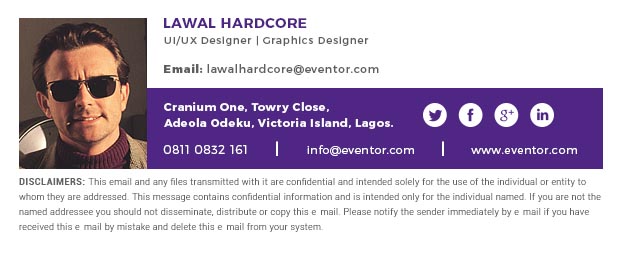 LAWAL HARDCORE
UI/UX Designer | Graphics Designer
Email: lawalhardcore@eventor.com
Cranium One, Towry Close,
Adeola Odeku, Victoria Island, Lagos.
0811 0832 161 | info@eventor.com | www.eventor.com
DISCLAIMERS: This email and any files transmitted with it are confidential and intended solely for the use of the individual or entity to
whom they are addressed. This message contains confidential information and is intended only for the individual named. If you are not the
named addressee you should not disseminate, distribute or copy this e mail. Please notify the sender immediately by e mail if you have
received this e mail by mistake and delete this e mail from your system.